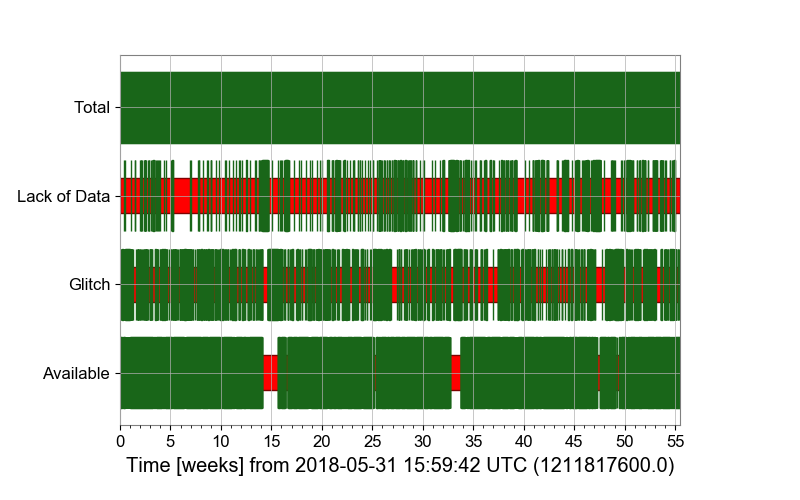 Total
Lack of Data
Glitch
Available
0 5 10 15 20 25 30 35 40 45 50 55
Time [weeks] from 2018-05-31 15:59:42 UTC (1211817600.0)